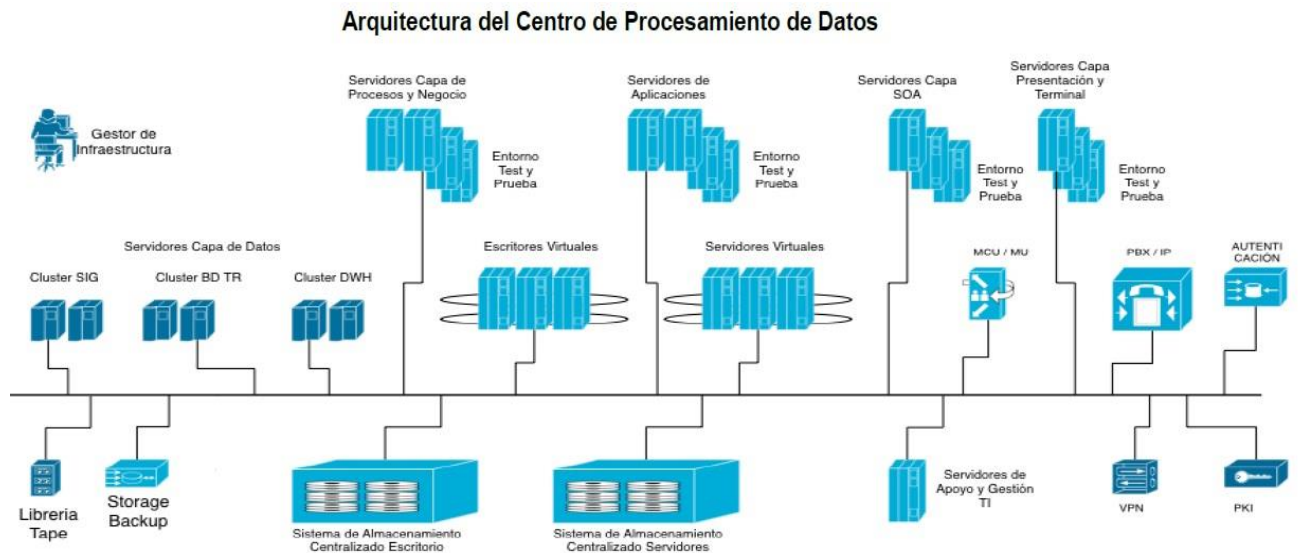 Arquitectura del Centro de Procesamiento de Datos
Gestor de
Infraestructura
Servidores Capa de
Procesos y Negocio
Entorno
Test y
Prueba
Servidores de
Aplicaciones
Entorno
Test y
Prueba
Servidores Capa
SOA
Entorno
Test y
Prueba
Servidores Capa
Presentación y
Terminal
Entorno
Test y
Prueba
Servidores Capa de Datos
Cluster SIG
Cluster BD TR
Cluster DWH
Escritores Virtuales
Servidores Virtuales
MCU / MU
PBX / IP
AUTENTI
CACIÓN
Libreria
Tape
Storage
Backup
Sistema de Almacenamiento
Centralizado Escritorio
Sistema de Almacenamiento
Centralizado Servidores
Servidores de
Apoyo y Gestión
TI
VPN
PKI